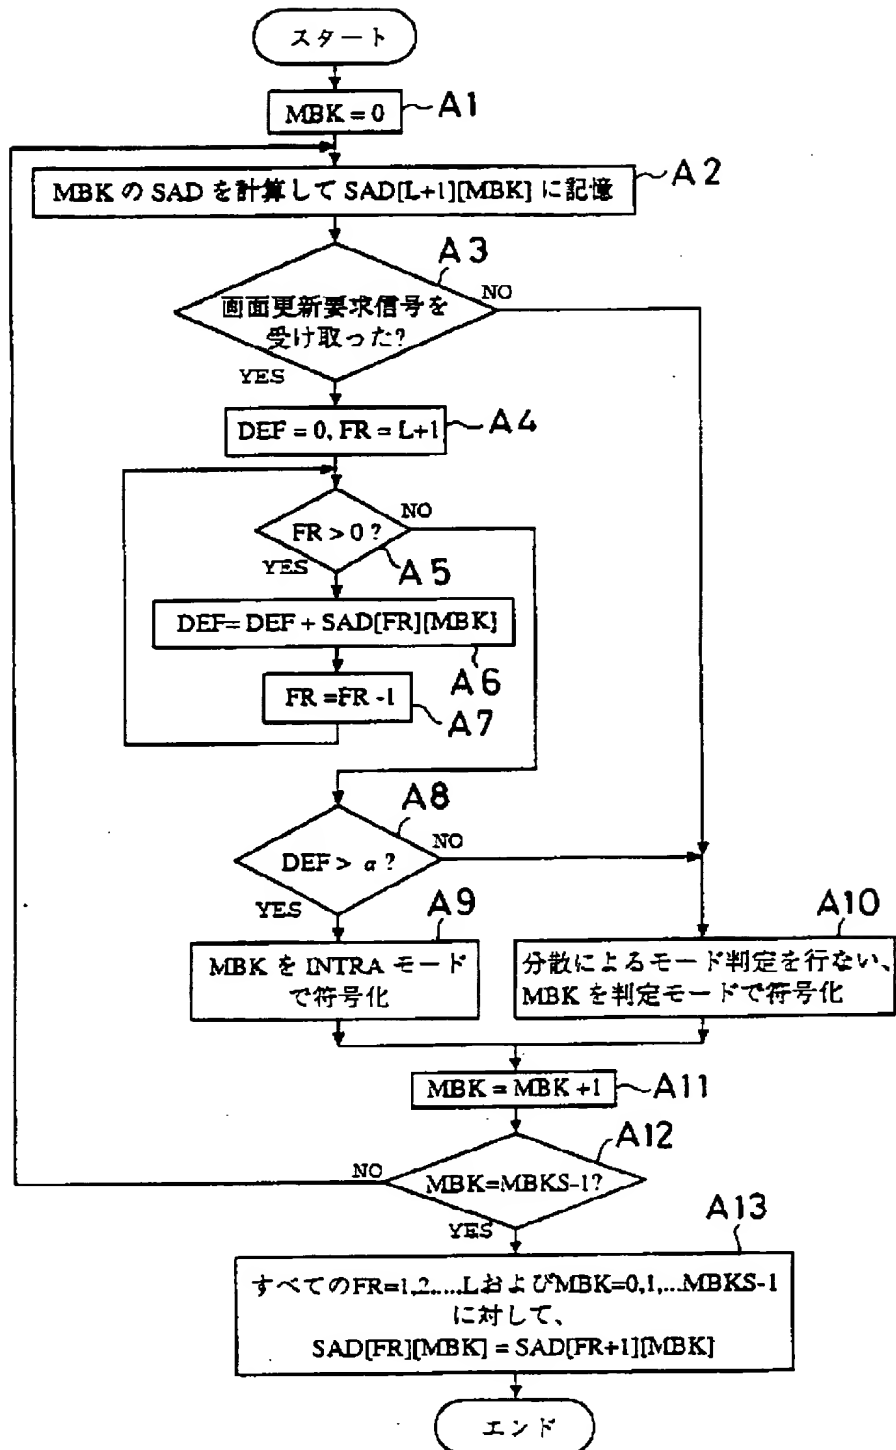 スタート
MBK = 0
A1
MBK の SAD を計算して SAD[L+1][MBK] に記憶
A2
A3
画面更新要求信号を
受け取った?
NO
YES
DEF = 0, FR = L+1
A4
FR > 0 ?
NO
YES
A5
DEF= DEF + SAD[FR][MBK]
A6
FR =FR -1
A7
A8
DEF > α ?
NO
YES
A9
MBK を INTRA モード
で符号化
A10
分散によるモード判定を行ない、
MBK を判定モードで符号化
MBK = MBK +1
A11
A12
MBK=MBKS-1?
NO
YES
A13
すべてのFR=1,2,...,LおよびMBK=0,1,...MBKS-1
に対して、
SAD[FR][MBK] = SAD[FR+1][MBK]
エンド